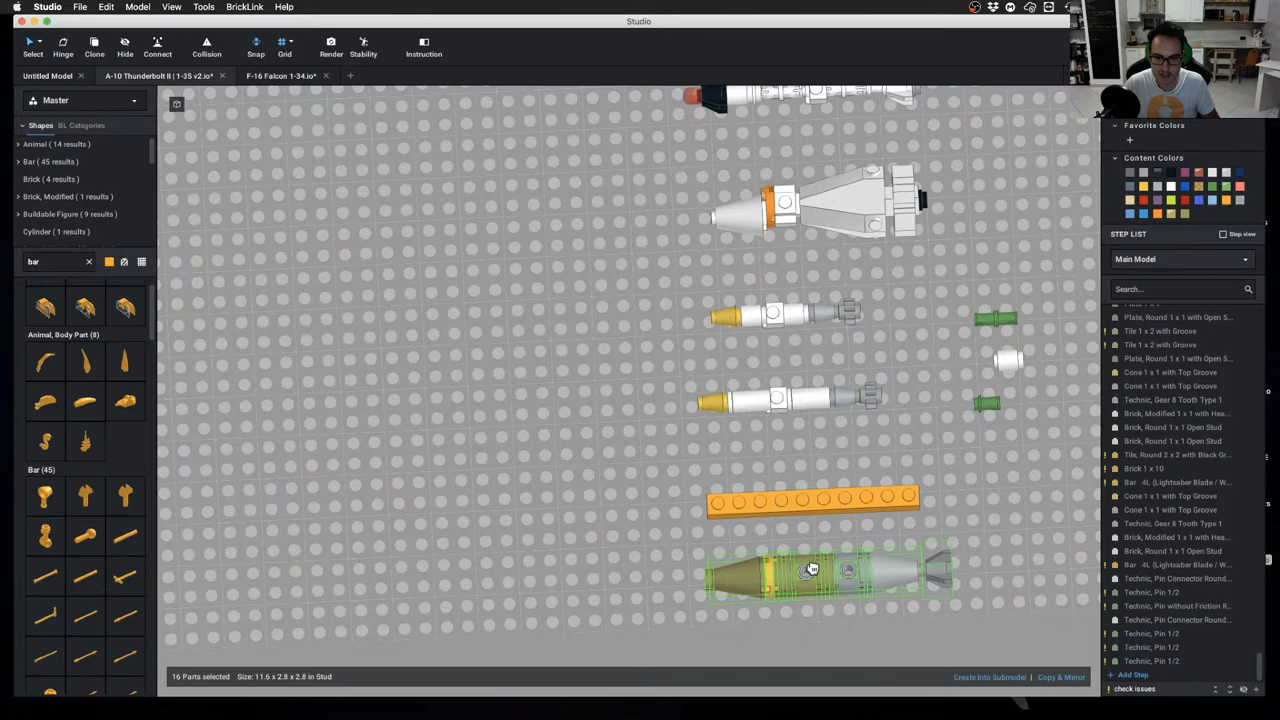 Studio File Edit Model View Tools BrickLink Help
Studio
Select Hinge Clone Hide Connect Collision Snap Grid Render Stability Instruction
Untitled Model A-10 Thunderbolt II | 1-35 v2.io* F-16 Falcon 1-34.io*
Master
Shapes BL Categories
Animal ( 14 results )
Bar ( 45 results )
Brick ( 4 results )
Brick, Modified ( 1 results )
Buildable Figure ( 9 results )
Cylinder ( 1 results )
bar
Animal, Body Part (8)
Bar (45)
16 Parts selected Size: 11.6 x 2.8 x 2.8 in Stud
Create Into Submodel | Copy & Mirror
Favorite Colors
Content Colors
STEP LIST Step view
Main Model
Search...
Plate, Round 1 x 1 with Open S...
Tile 1 x 2 with Groove
Tile 1 x 2 with Groove
Plate, Round 1 x 1 with Open S...
Cone 1 x 1 with Top Groove
Cone 1 x 1 with Top Groove
Technic, Gear 8 Tooth Type 1
Brick, Modified 1 x 1 with Hea...
Brick, Round 1 x 1 Open Stud
Brick, Round 1 x 1 Open Stud
Tile, Round 2 x 2 with Black Gr...
Brick 1 x 10
Bar 4L (Lightsaber Blade / W...
Cone 1 x 1 with Top Groove
Cone 1 x 1 with Top Groove
Technic, Gear 8 Tooth Type 1
Brick, Modified 1 x 1 with Hea...
Brick, Round 1 x 1 Open Stud
Bar 4L (Lightsaber Blade / W...
Technic, Pin Connector Round...
Technic, Pin 1/2
Technic, Pin without Friction R...
Technic, Pin Connector Round...
Technic, Pin 1/2
Technic, Pin 1/2
Technic, Pin 1/2
+ Add Step
check issues